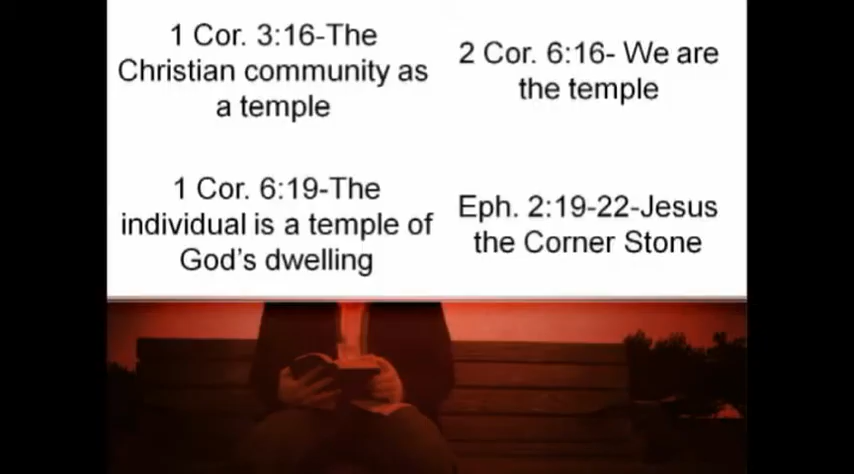 1 Cor. 3:16-The
Christian community as
a temple
2 Cor. 6:16- We are
the temple
1 Cor. 6:19-The
individual is a temple of
God's dwelling
Eph. 2:19-22-Jesus
the Corner Stone